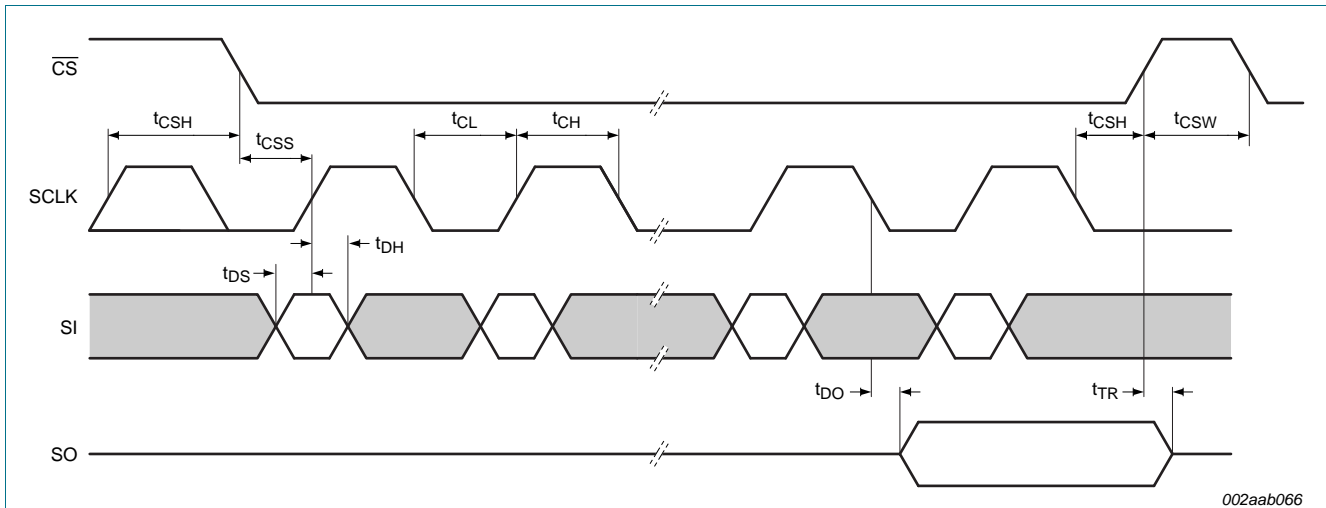 CS
tCSH
tCSS
tCL
tCH
tCSH
tCSW
SCLK
tDH
tDS
SI
tDO
tTR
SO
002aab066